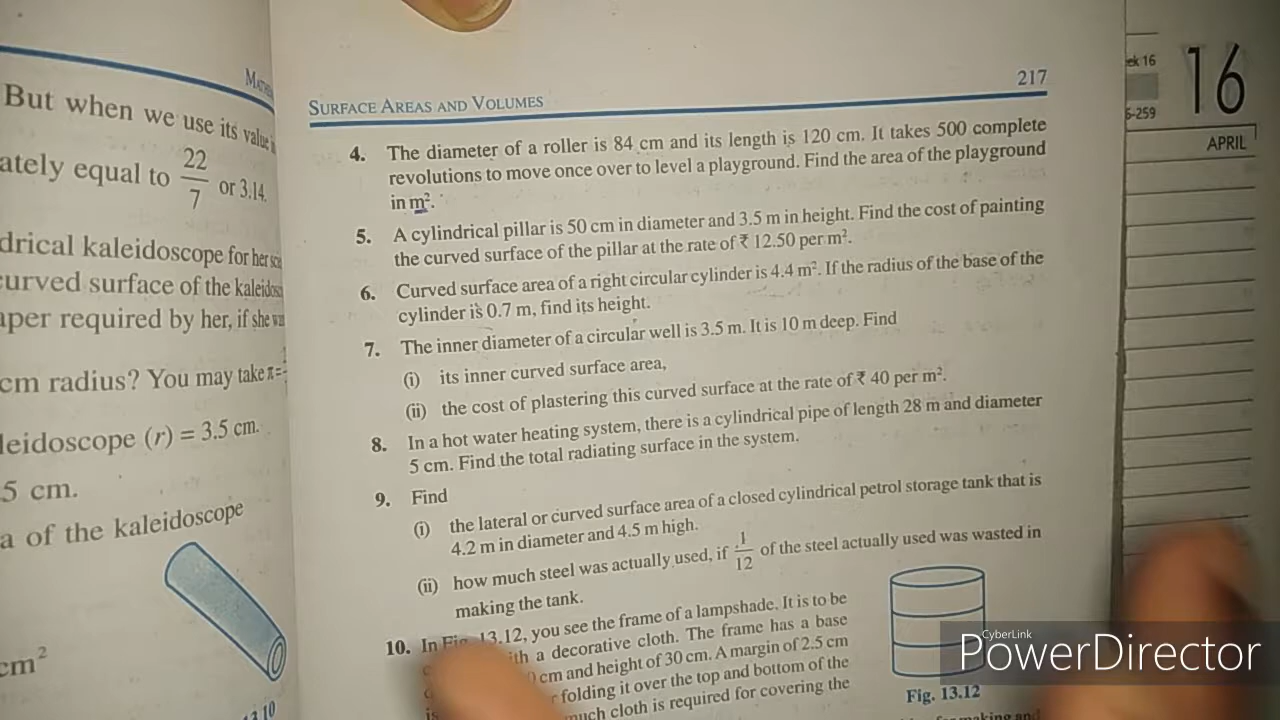 But when we use its value
ately equal to 22/7 or 3.14.
drical kaleidoscope for her
curved surface of the
aper required by her, if she
cm radius? You may take π=
leidoscope (r) = 3.5 cm.
5 cm.
a of the kaleidoscope
cm²
SURFACE AREAS AND VOLUMES 217
4. The diameter of a roller is 84 cm and its length is 120 cm. It takes 500 complete
revolutions to move once over to level a playground. Find the area of the playground
in m².
5. A cylindrical pillar is 50 cm in diameter and 3.5 m in height. Find the cost of painting
the curved surface of the pillar at the rate of ₹ 12.50 per m².
6. Curved surface area of a right circular cylinder is 4.4 m². If the radius of the base of the
cylinder is 0.7 m, find its height.
7. The inner diameter of a circular well is 3.5 m. It is 10 m deep. Find
(i) its inner curved surface area,
(ii) the cost of plastering this curved surface at the rate of ₹ 40 per m².
8. In a hot water heating system, there is a cylindrical pipe of length 28 m and diameter
5 cm. Find the total radiating surface in the system.
9. Find
(i) the lateral or curved surface area of a closed cylindrical petrol storage tank that is
4.2 m in diameter and 4.5 m high.
(ii) how much steel was actually used, if 1/12 of the steel actually used was wasted in
making the tank.
10. In Fig. 13.12, you see the frame of a lampshade. It is to be
with a decorative cloth. The frame has a base
cm and height of 30 cm. A margin of 2.5 cm
folding it over the top and bottom of the
much cloth is required for covering the
Fig. 13.12
ek 16
-259
16
APRIL
CyberLink
PowerDirector